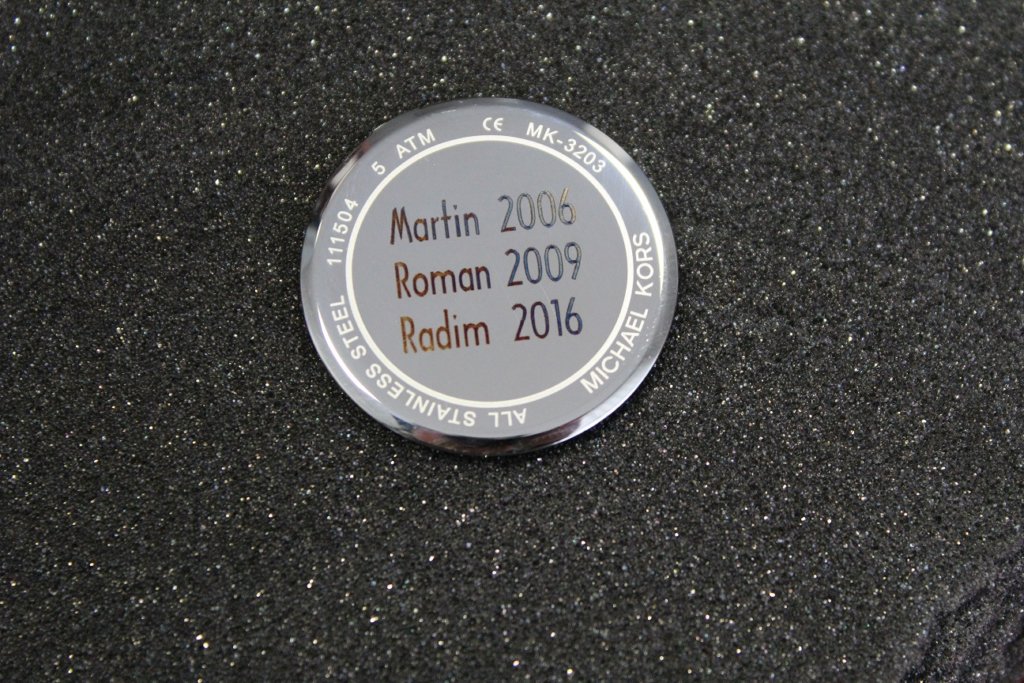 Martin 2006
Roman 2009
Radim 2016
5 ATM CE MK-3203
MICHAEL KORS
ALL STAINLESS STEEL 111504